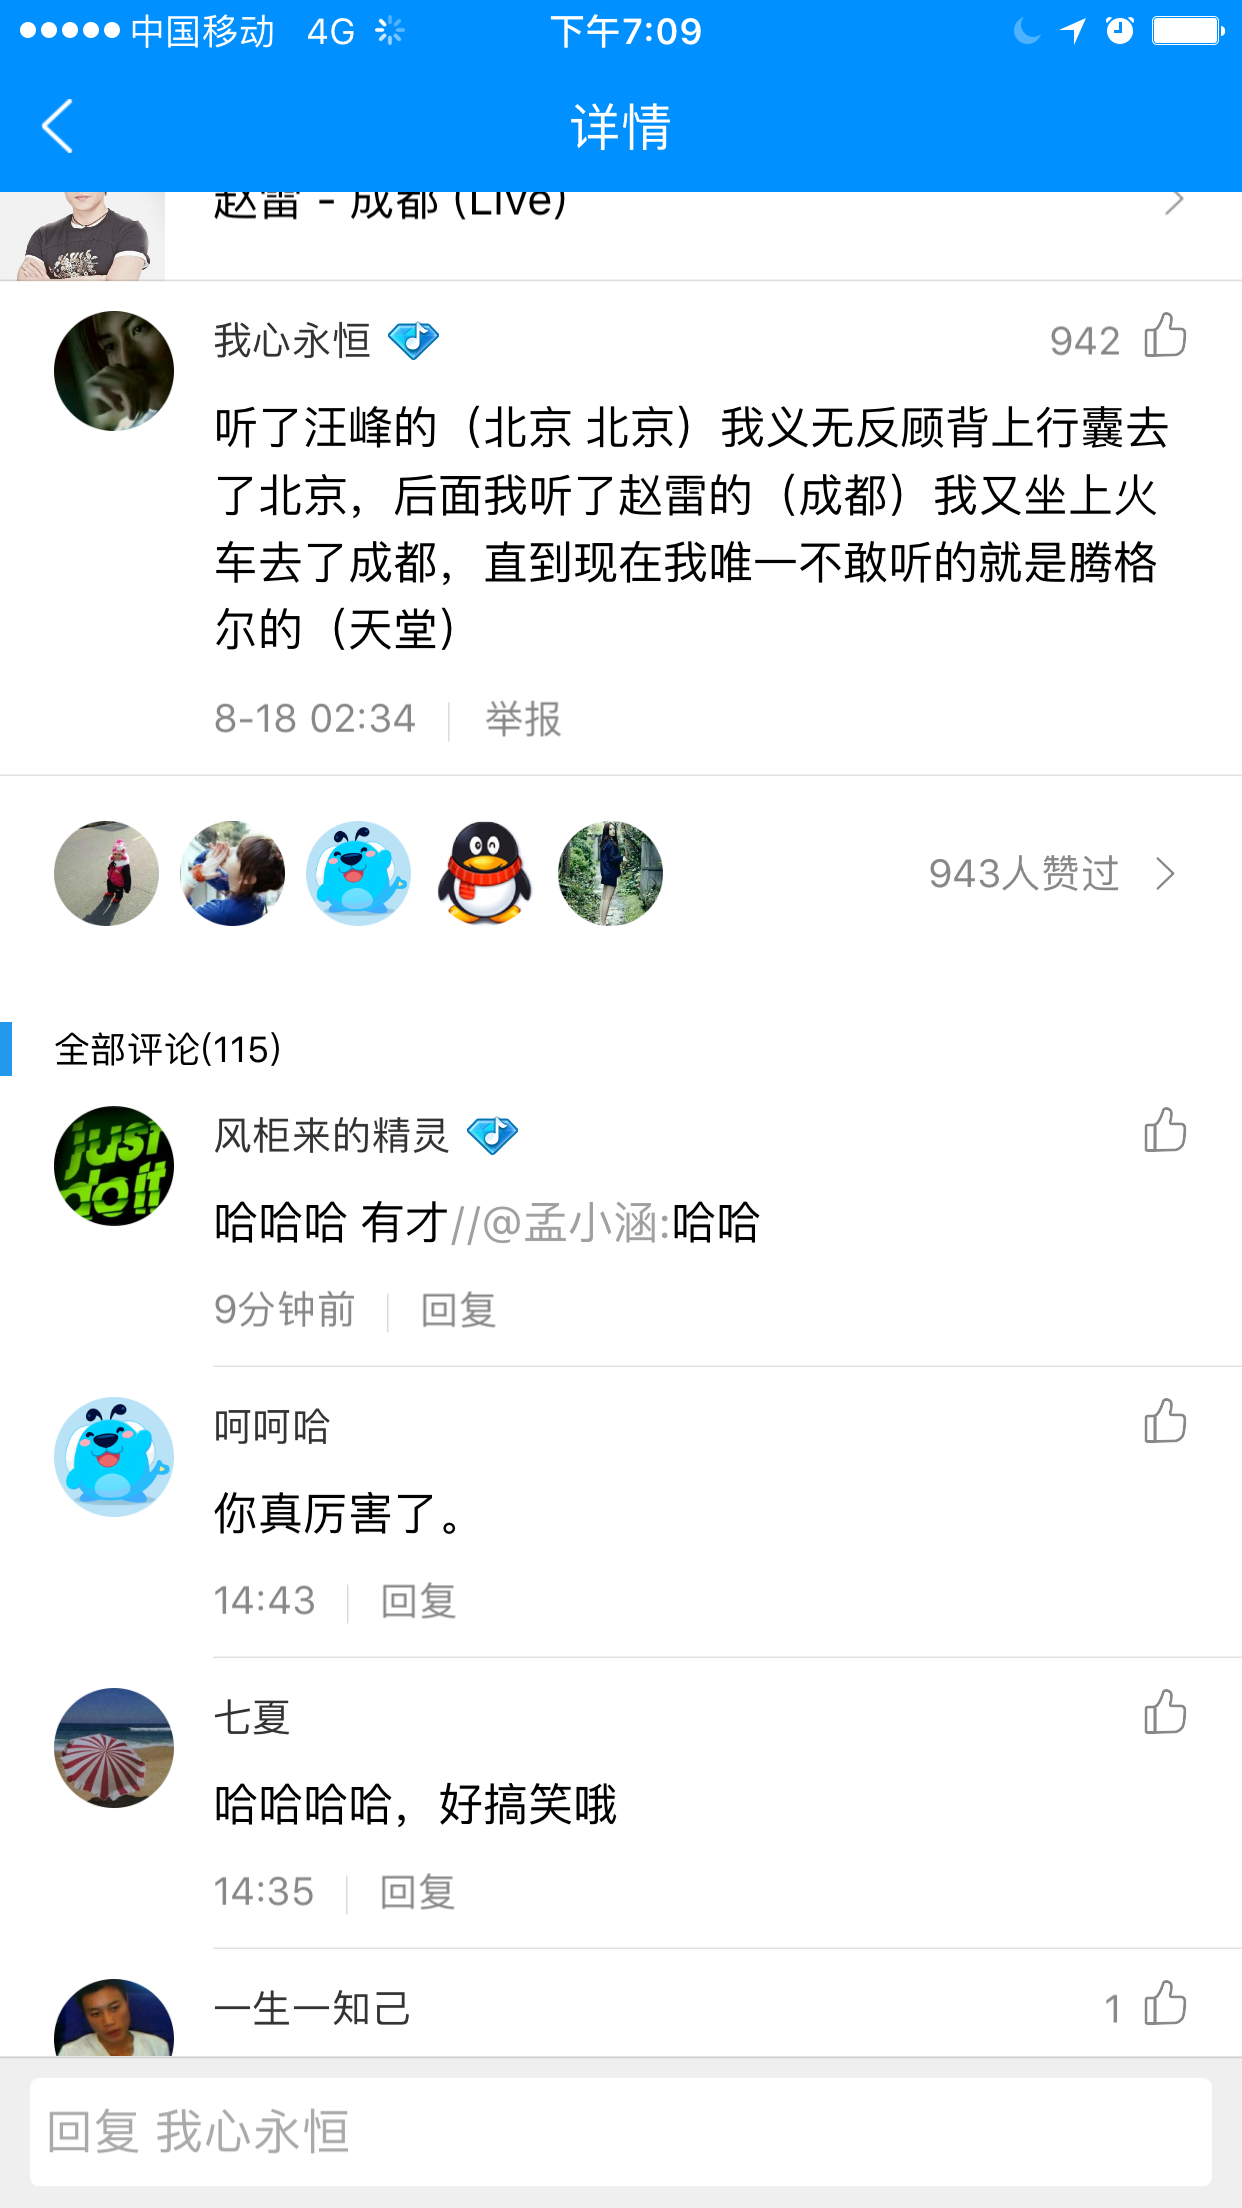 中国移动 4G 下午7:09
详情
赵雷 - 成都 (Live)
我心永恒 942
听了汪峰的（北京 北京）我义无反顾背上行囊去
了北京，后面我听了赵雷的（成都）我又坐上火
车去了成都，直到现在我唯一不敢听的就是腾格
尔的（天堂）
8-18 02:34 举报
943人赞过
全部评论(115)
just
do it
风柜来的精灵
哈哈哈 有才//@孟小涵:哈哈
9分钟前 回复
呵呵哈
你真厉害了。
14:43 回复
七夏
哈哈哈哈，好搞笑哦
14:35 回复
一生一知己 1
回复 我心永恒